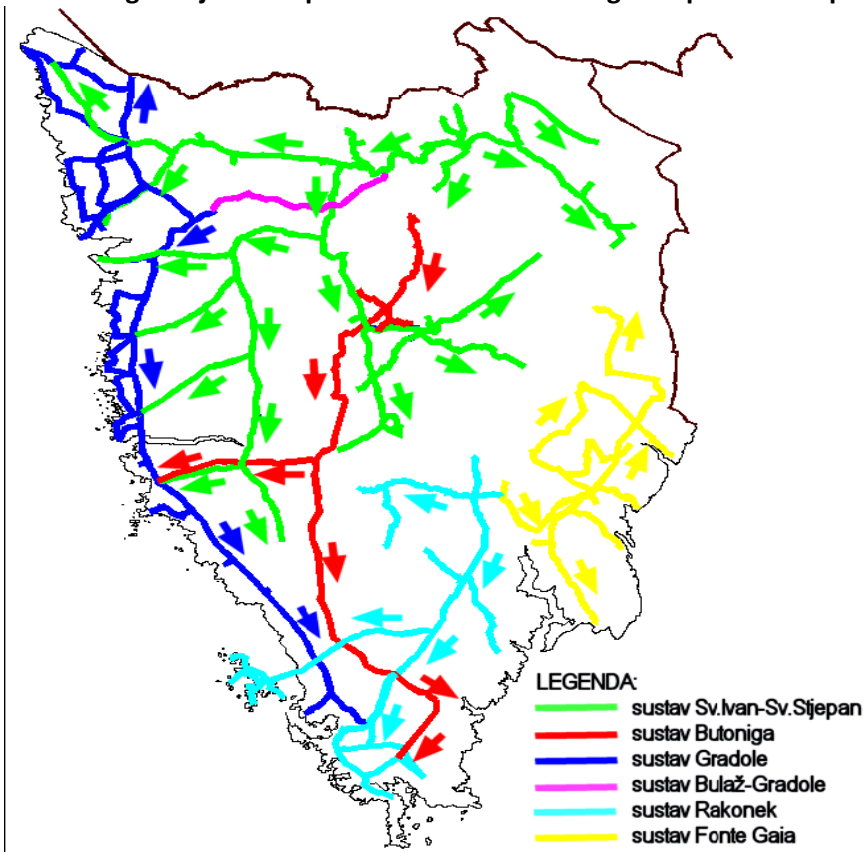 LEGENDA:
sustav Sv.Ivan-Sv.Stjepan
sustav Butoniga
sustav Gradole
sustav Bulaž-Gradole
sustav Rakonek
sustav Fonte Gaia